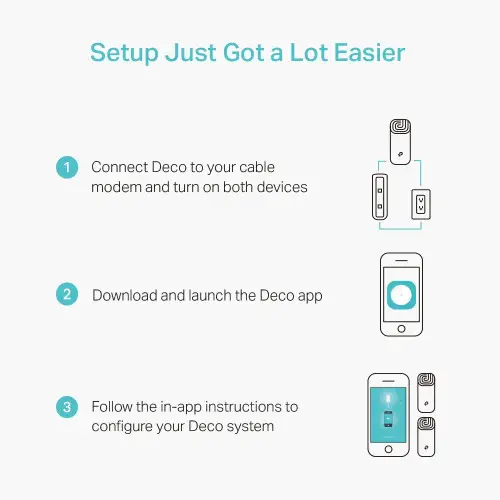 Setup Just Got a Lot Easier
1
Connect Deco to your cable
modem and turn on both devices
2
Download and launch the Deco app
3
Follow the in-app instructions to
configure your Deco system